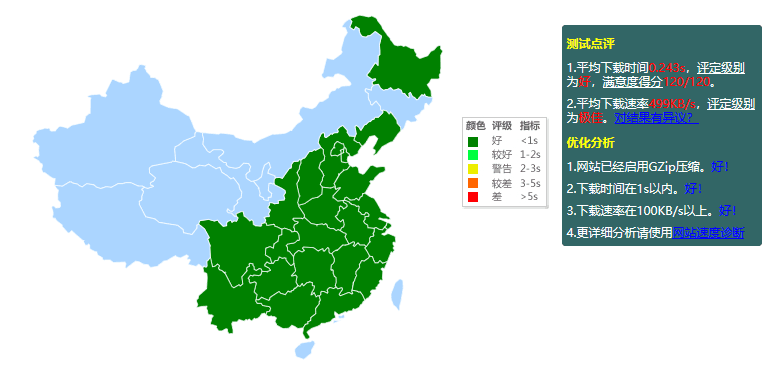 测试点评
1.平均下载时间0.243s，评定级别
为好，满意度得分120/120。
2.平均下载速率499KB/s，评定级别
为极佳。对结果有异议？
优化分析
1.网站已经启用GZip压缩。好！
2.下载时间在1s以内。好！
3.下载速率在100KB/s以上。好！
4.更详细分析请使用网站速度诊断
颜色 评级 指标
好 <1s
较好 1-2s
警告 2-3s
较差 3-5s
差 >5s